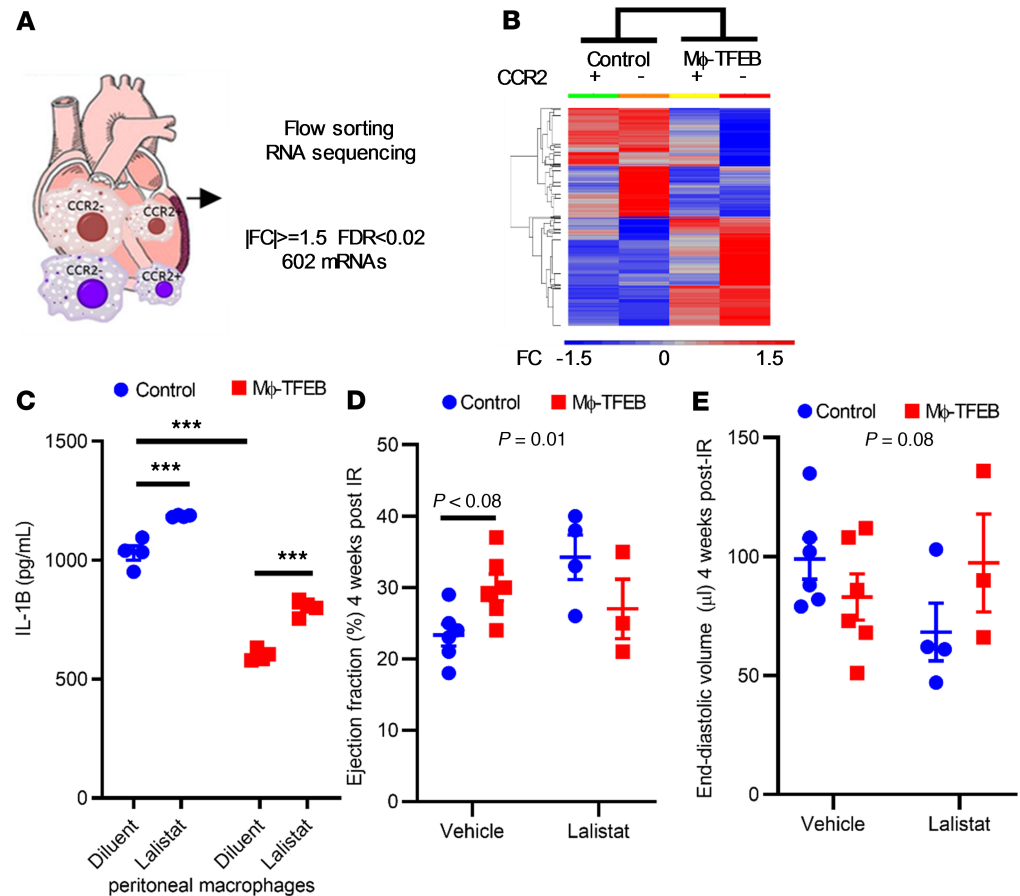 A
Flow sorting
RNA sequencing
|FC|>=1.5 FDR<0.02
602 mRNAs
CCR2-
CCR2+
CCR2-
CCR2+
B
Control Mϕ-TFEB
CCR2 + - + -
FC -1.5 0 1.5
C
Control Mϕ-TFEB
***
***
***
1500
1000
500
0
IL-1B (pg/mL)
Diluent Lalistat Diluent Lalistat
peritoneal macrophages
D
Control Mϕ-TFEB
P = 0.01
P < 0.08
50
40
30
20
10
0
Ejection fraction (%) 4 weeks post IR
Vehicle Lalistat
E
Control Mϕ-TFEB
P = 0.08
150
100
50
0
End-diastolic volume (µl) 4 weeks post-IR
Vehicle Lalistat